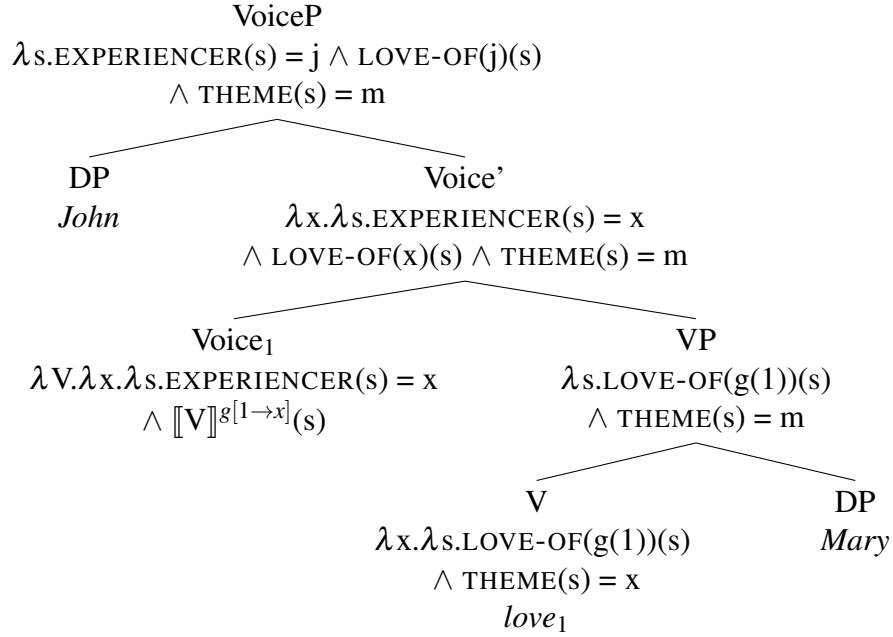 VoiceP
λs.EXPERIENCER(s) = j ∧ LOVE-OF(j)(s)
∧ THEME(s) = m
DP
John
Voice’
λx.λs.EXPERIENCER(s) = x
∧ LOVE-OF(x)(s) ∧ THEME(s) = m
Voice₁
λV.λx.λs.EXPERIENCER(s) = x
∧ ⟦V⟧^{g[1→x]}(s)
VP
λs.LOVE-OF(g(1))(s)
∧ THEME(s) = m
V
λx.λs.LOVE-OF(g(1))(s)
∧ THEME(s) = x
love₁
DP
Mary